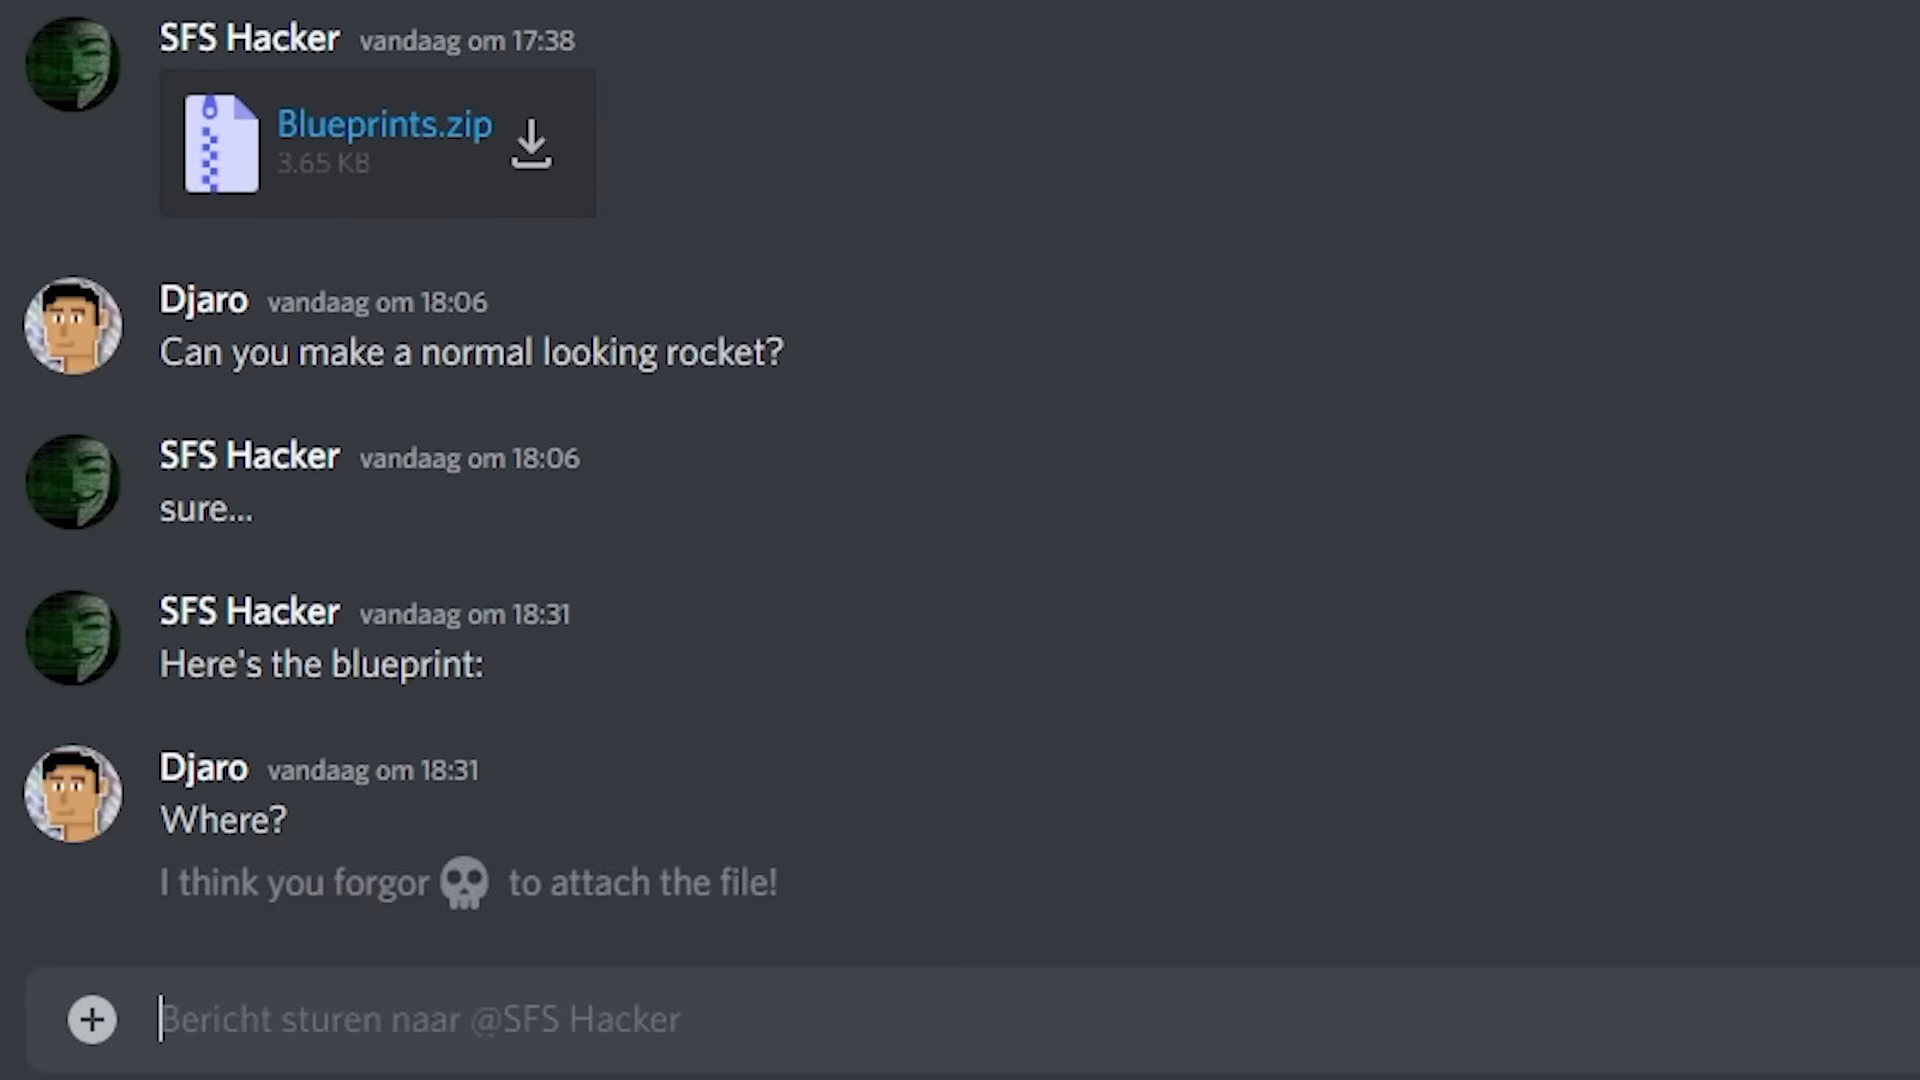 SFS Hacker vandaag om 17:38
Blueprints.zip
3.65 KB
Djaro vandaag om 18:06
Can you make a normal looking rocket?
SFS Hacker vandaag om 18:06
sure...
SFS Hacker vandaag om 18:31
Here's the blueprint:
Djaro vandaag om 18:31
Where?
I think you forgor 💀 to attach the file!
Bericht sturen naar @SFS Hacker